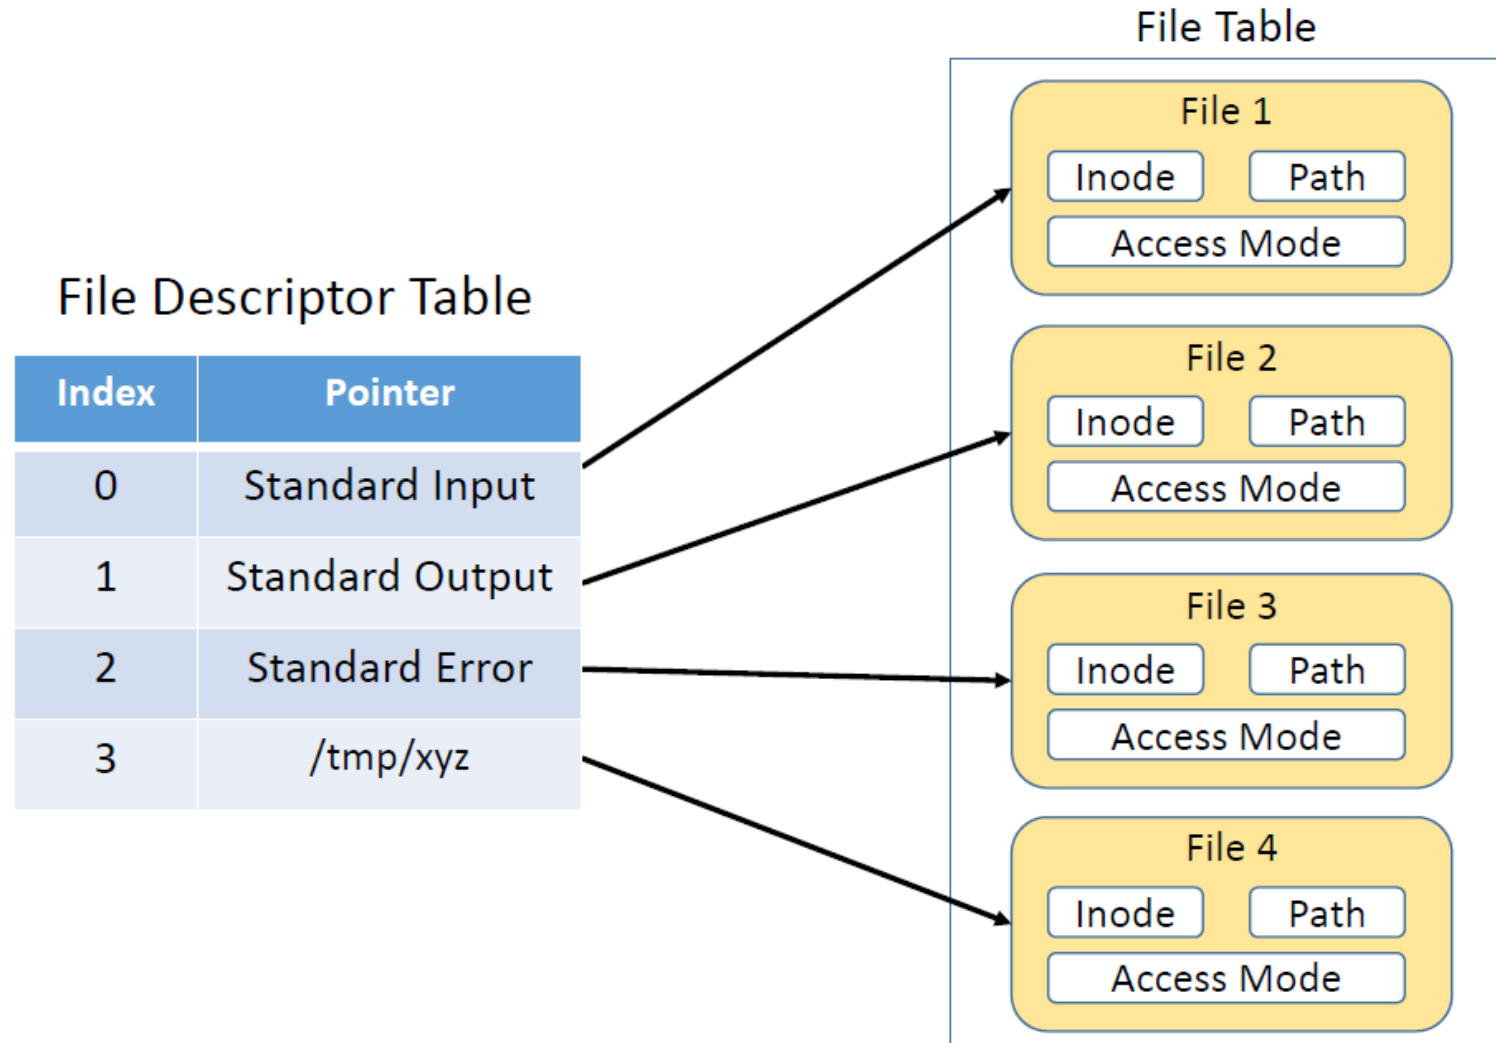 File Table
File 1
Inode Path
Access Mode
File Descriptor Table
Index Pointer
0 Standard Input
1 Standard Output
2 Standard Error
3 /tmp/xyz
File 2
Inode Path
Access Mode
File 3
Inode Path
Access Mode
File 4
Inode Path
Access Mode